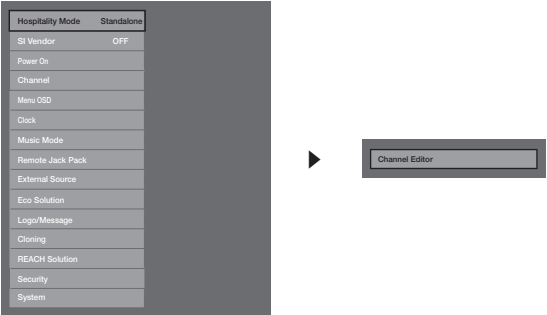 Hospitality Mode Standalone
SI Vendor OFF
Power On
Channel
Menu OSD
Clock
Music Mode
Remote Jack Pack
External Source
Eco Solution
Logo/Message
Cloning
REACH Solution
Security
System
Channel Editor